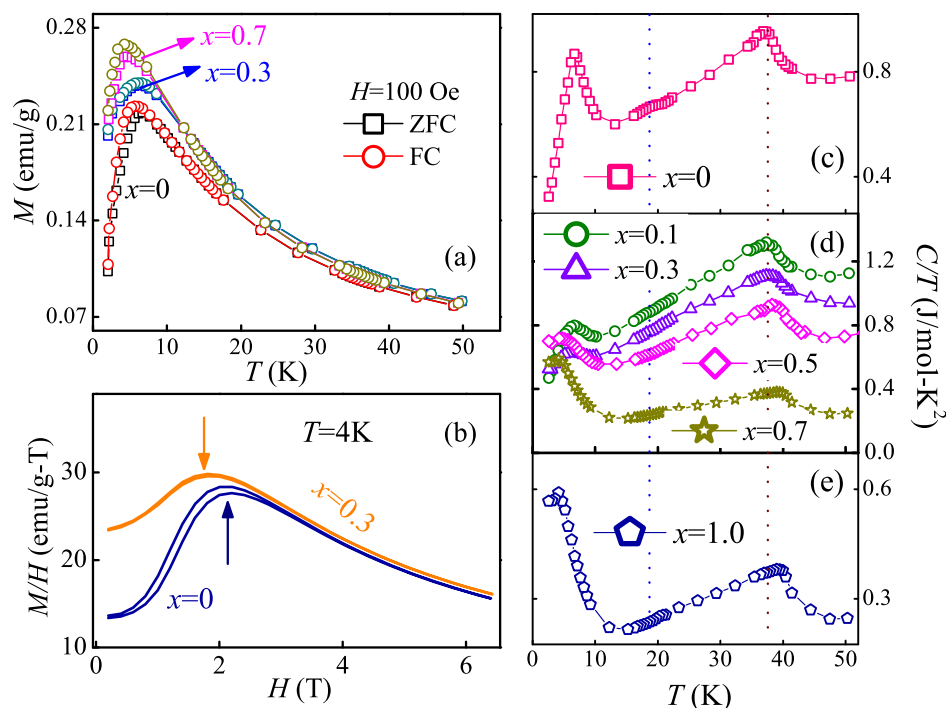 0.28
0.21
0.14
0.07
M (emu/g)
x=0.7
x=0.3
H=100 Oe
ZFC
FC
x=0
(a)
0 10 20 30 40 50
T (K)
40
30
20
10
M/H (emu/g-T)
(b)
T=4K
x=0.3
x=0
0 2 4 6
H (T)
0.8
0.4
(c)
x=0
(d)
x=0.1
x=0.3
x=0.5
x=0.7
1.2
0.8
0.4
0.0
C/T (J/mol-K²)
(e)
x=1.0
0.6
0.3
0 10 20 30 40 50
T (K)